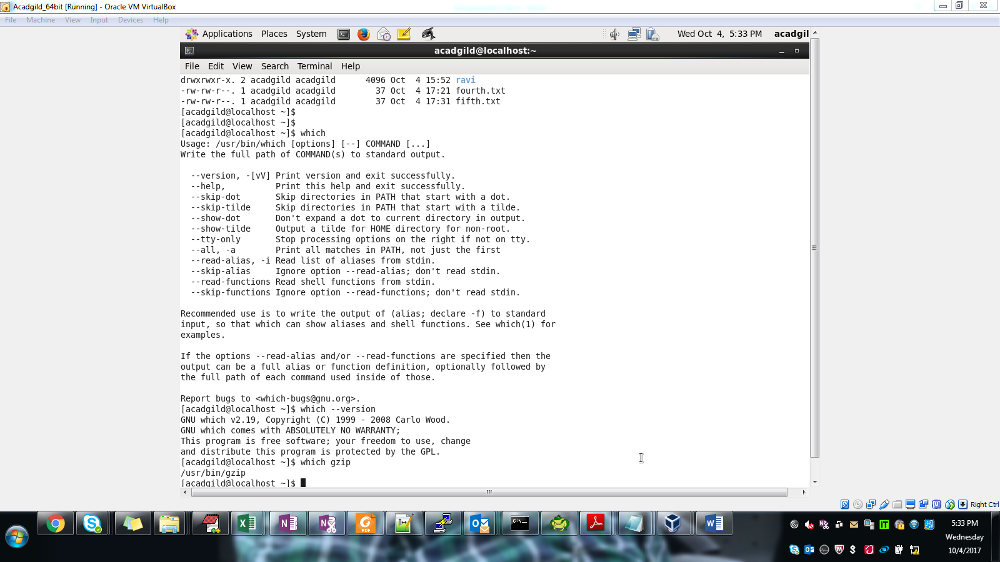 Acadgild_64bit [Running] - Oracle VM VirtualBox
File Machine View Input Devices Help
Applications Places System Wed Oct 4, 5:33 PM acadgil
acadgild@localhost:~
File Edit View Search Terminal Help
drwxrwxr-x. 2 acadgild acadgild      4096 Oct  4 15:52 ravi
-rw-rw-r--. 1 acadgild acadgild        37 Oct  4 17:21 fourth.txt
-rw-rw-r--. 1 acadgild acadgild        37 Oct  4 17:31 fifth.txt
[acadgild@localhost ~]$
[acadgild@localhost ~]$
[acadgild@localhost ~]$ which
Usage: /usr/bin/which [options] [--] COMMAND [...]
Write the full path of COMMAND(s) to standard output.
--version, -[vV] Print version and exit successfully.
--help,          Print this help and exit successfully.
--skip-dot       Skip directories in PATH that start with a dot.
--skip-tilde     Skip directories in PATH that start with a tilde.
--show-dot       Don't expand a dot to current directory in output.
--show-tilde     Output a tilde for HOME directory for non-root.
--tty-only       Stop processing options on the right if not on tty.
--all, -a        Print all matches in PATH, not just the first
--read-alias, -i Read list of aliases from stdin.
--skip-alias     Ignore option --read-alias; don't read stdin.
--read-functions Read shell functions from stdin.
--skip-functions Ignore option --read-functions; don't read stdin.
Recommended use is to write the output of (alias; declare -f) to standard
input, so that which can show aliases and shell functions. See which(1) for
examples.
If the options --read-alias and/or --read-functions are specified then the
output can be a full alias or function definition, optionally followed by
the full path of each command used inside of those.
Report bugs to <which-bugs@gnu.org>.
[acadgild@localhost ~]$ which --version
GNU which v2.19, Copyright (C) 1999 - 2008 Carlo Wood.
GNU which comes with ABSOLUTELY NO WARRANTY;
This program is free software; your freedom to use, change
and distribute this program is protected by the GPL.
[acadgild@localhost ~]$ which gzip
/usr/bin/gzip
[acadgild@localhost ~]$
Right Ctrl
5:33 PM
Wednesday
10/4/2017